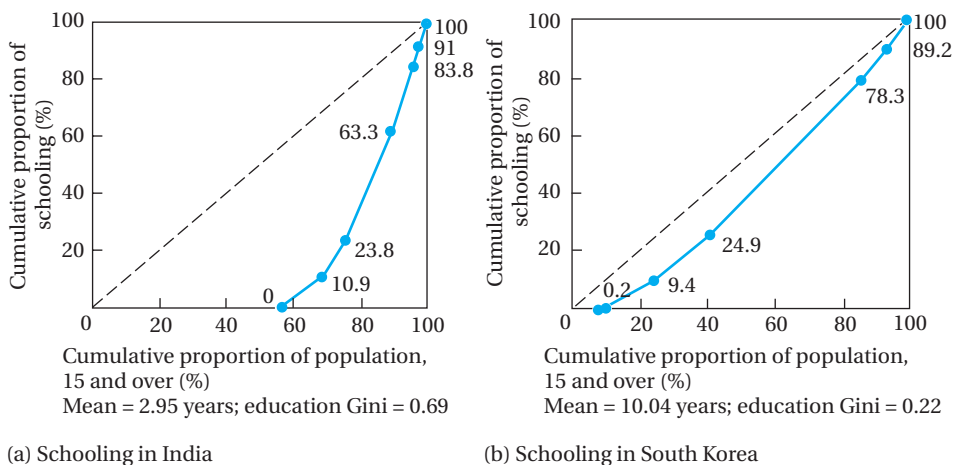 Cumulative proportion of
schooling (%)
100
80
60
40
20
0
20
40
60
80
100
0
10.9
23.8
63.3
83.8
91
100
Cumulative proportion of population,
15 and over (%)
Mean = 2.95 years; education Gini = 0.69
(a) Schooling in India
Cumulative proportion of
schooling (%)
100
80
60
40
20
0
20
40
60
80
100
0.2
9.4
24.9
78.3
89.2
100
Cumulative proportion of population,
15 and over (%)
Mean = 10.04 years; education Gini = 0.22
(b) Schooling in South Korea